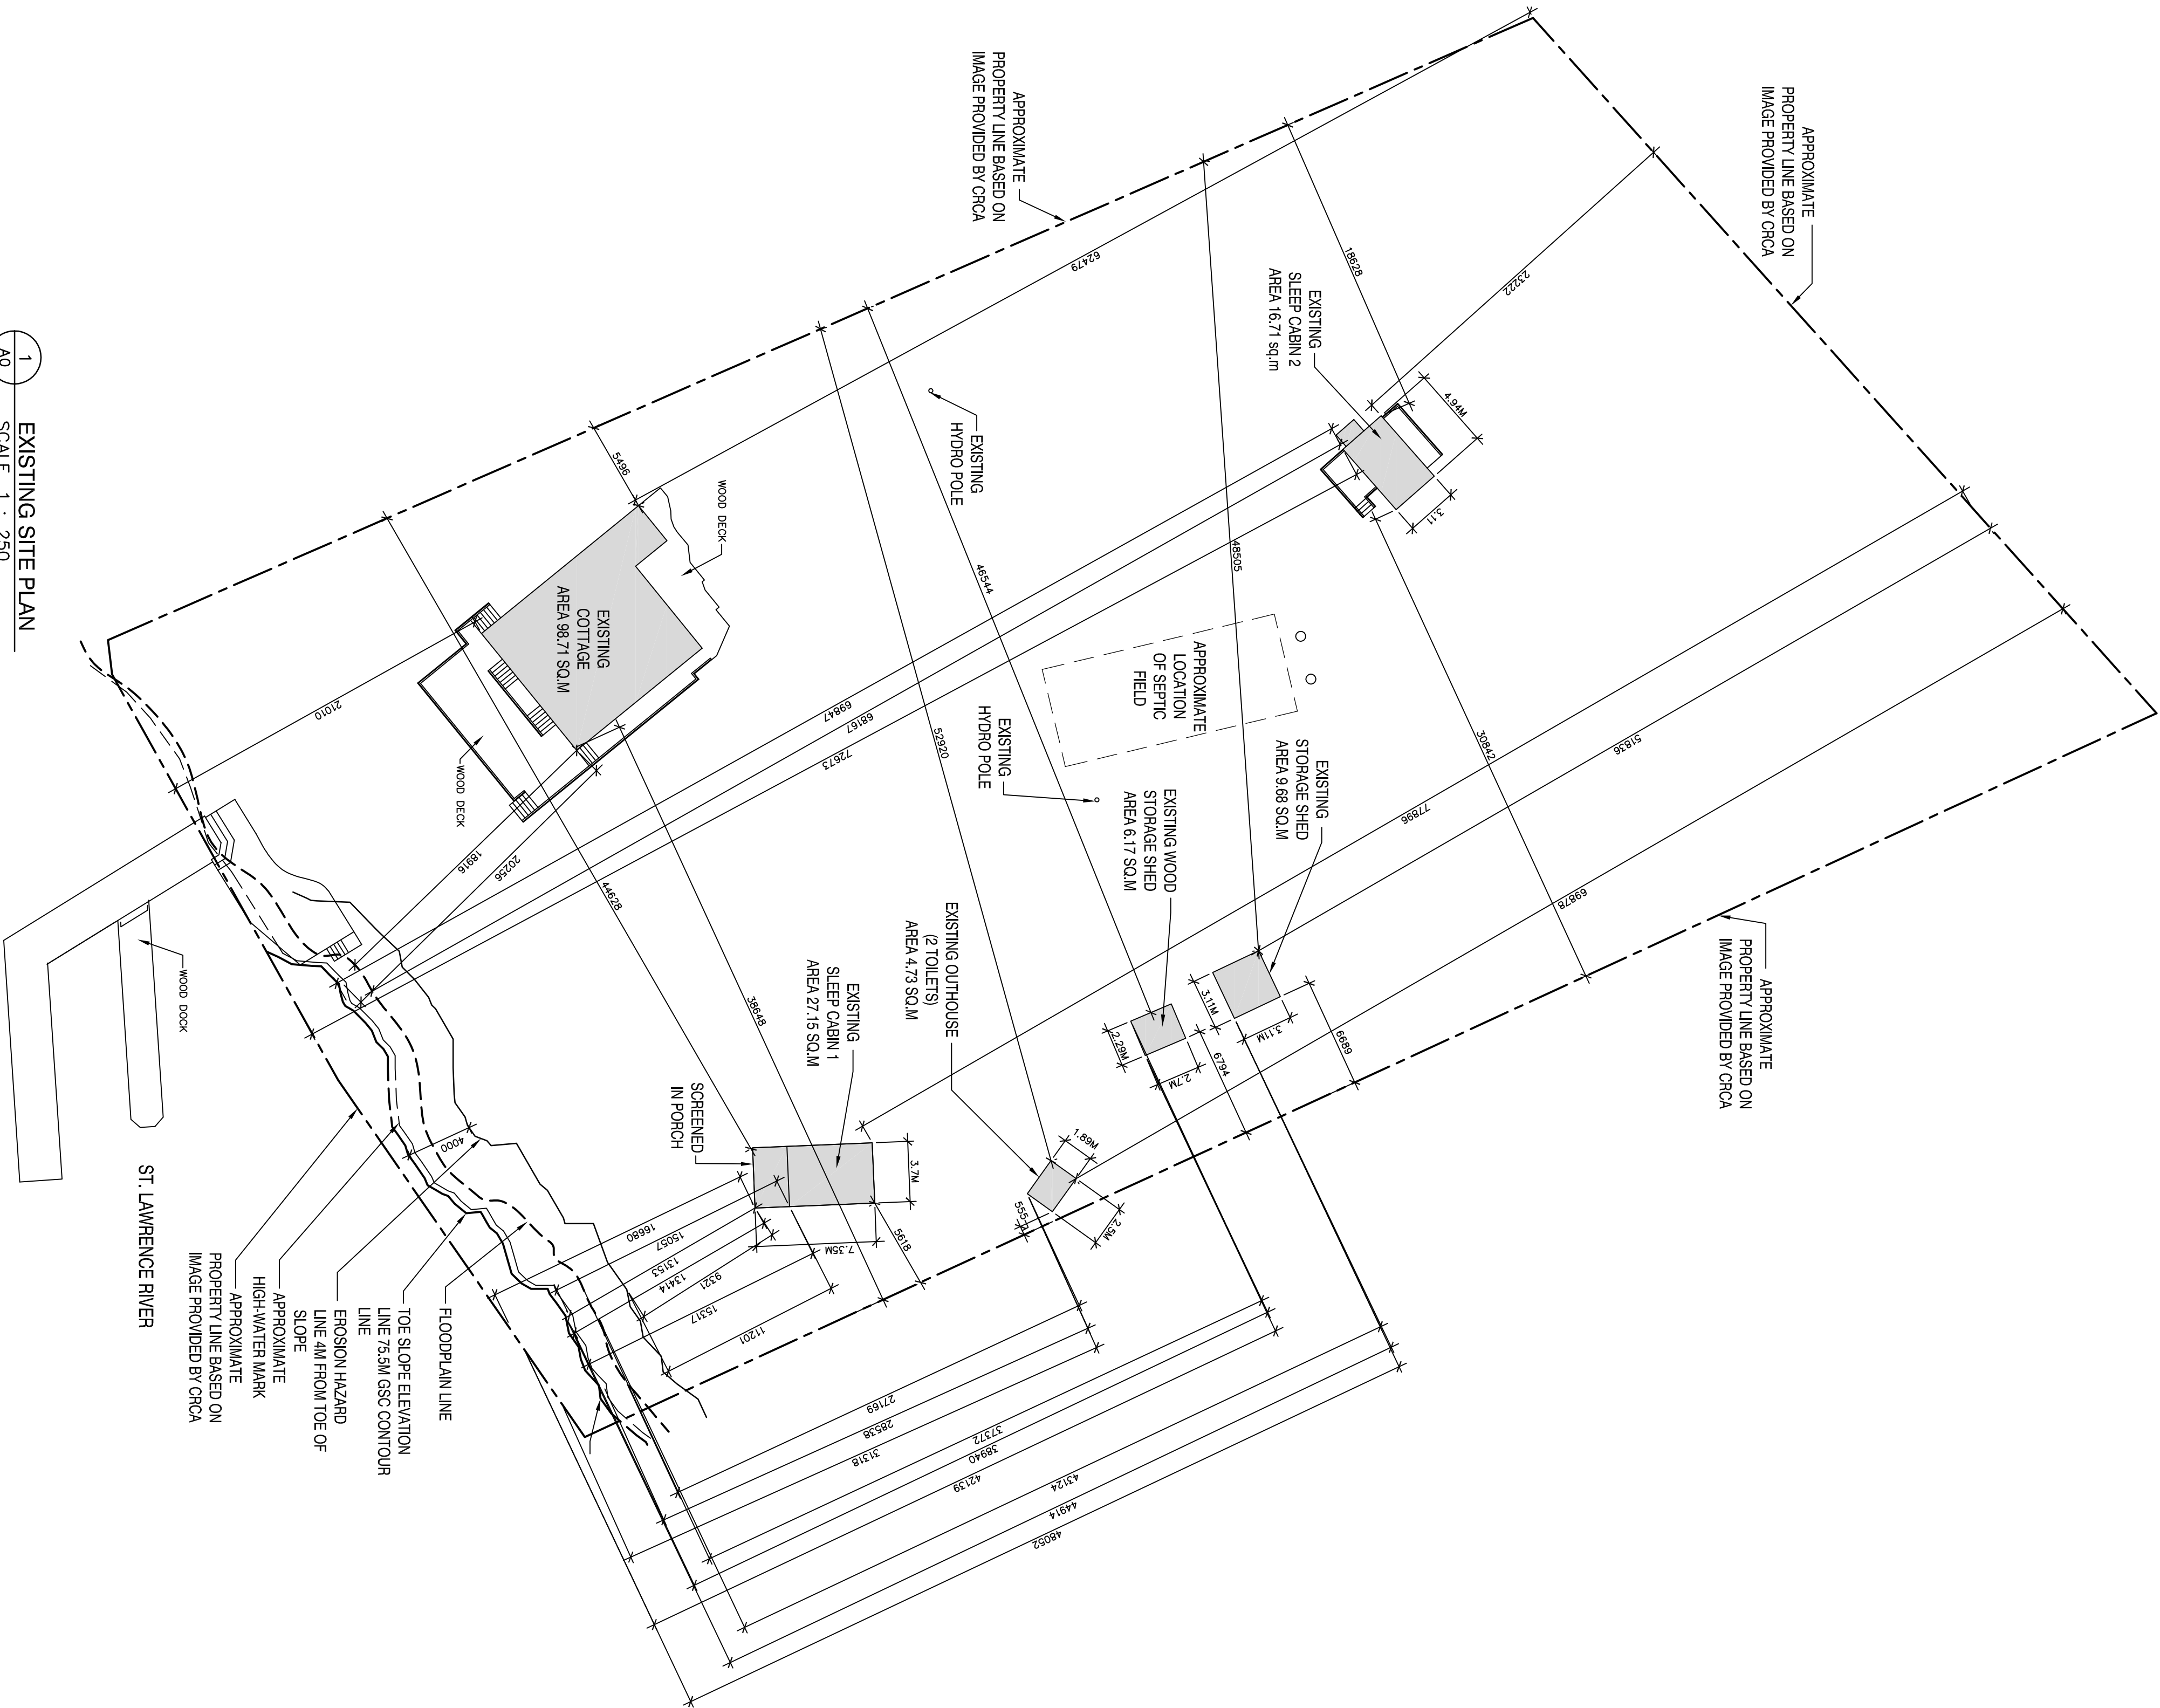 APPROXIMATE
PROPERTY LINE BASED ON
IMAGE PROVIDED BY CRCA
APPROXIMATE
PROPERTY LINE BASED ON
IMAGE PROVIDED BY CRCA
APPROXIMATE
PROPERTY LINE BASED ON
IMAGE PROVIDED BY CRCA
62479
18628
23222
EXISTING
SLEEP CABIN 2
AREA 16.71 sq.m
4.94M
3.11
EXISTING
HYDRO POLE
5496
WOOD DECK
48505
46544
30842
51836
77896
69878
APPROXIMATE
LOCATION
OF SEPTIC
FIELD
EXISTING
COTTAGE
AREA 98.71 SQ.M
69847
68167
72673
52920
21010
WOOD DECK
EXISTING
HYDRO POLE
EXISTING
STORAGE SHED
AREA 9.68 SQ.M
EXISTING WOOD
STORAGE SHED
AREA 6.17 SQ.M
3.11M
3.11M
6689
2.29M
2.7M
6794
18916
20256
44628
38648
EXISTING OUTHOUSE
(2 TOILETS)
AREA 4.73 SQ.M
1.89M
2.5M
555
EXISTING
SLEEP CABIN 1
AREA 27.15 SQ.M
SCREENED
IN PORCH
3.7M
7.35M
5618
WOOD DOCK
4000
16680
15057
13153
13414
9321
15317
11201
27169
28538
31318
37372
38940
42139
43124
44914
48052
ST. LAWRENCE RIVER
FLOODPLAIN LINE
TOE SLOPE ELEVATION
LINE 75.5M GSC CONTOUR
LINE
EROSION HAZARD
LINE 4M FROM TOE OF
SLOPE
APPROXIMATE
HIGH-WATER MARK
APPROXIMATE
PROPERTY LINE BASED ON
IMAGE PROVIDED BY CRCA
1
A0
EXISTING SITE PLAN
SCALE 1 : 250